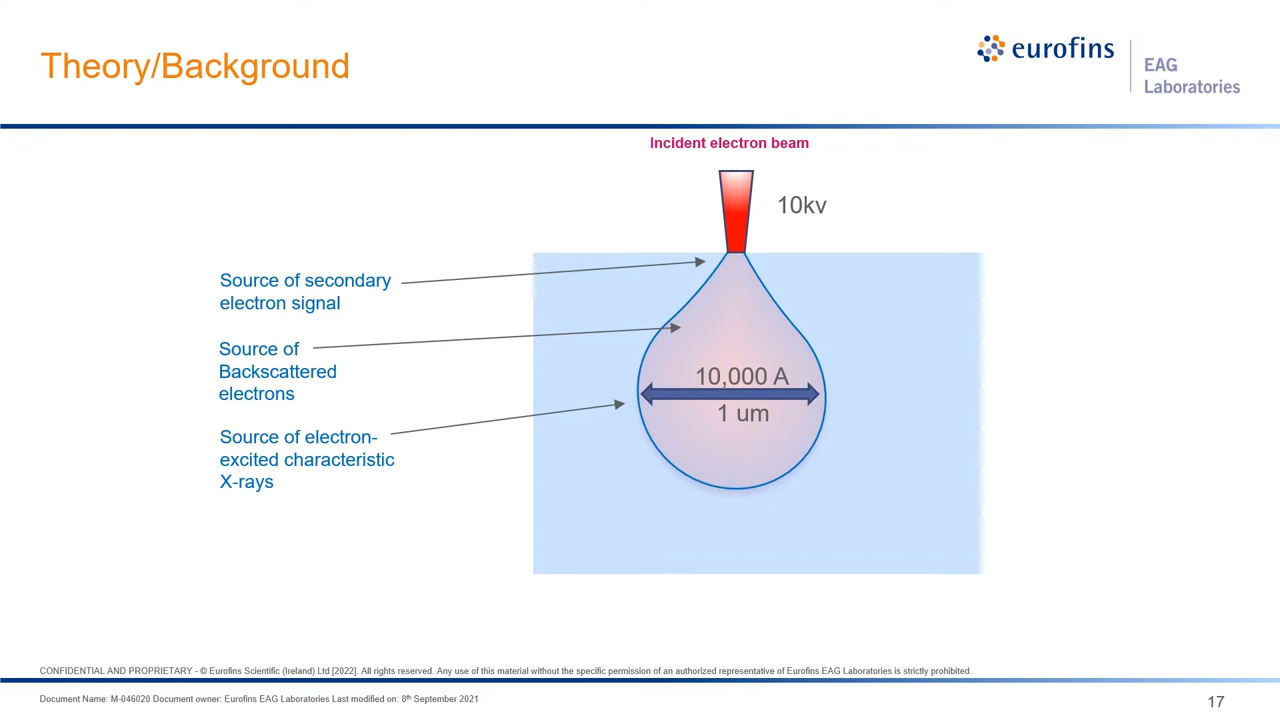 Theory/Background
eurofins
EAG
Laboratories
Incident electron beam
10kv
Source of secondary
electron signal
Source of
Backscattered
electrons
10,000 A
1 um
Source of electron-
excited characteristic
X-rays
CONFIDENTIAL AND PROPRIETARY - © Eurofins Scientific (Ireland) Ltd [2022]. All rights reserved. Any use of this material without the specific permission of an authorized representative of Eurofins EAG Laboratories is strictly prohibited.
Document Name: M-046020 Document owner: Eurofins EAG Laboratories Last modified on: 8th September 2021
17